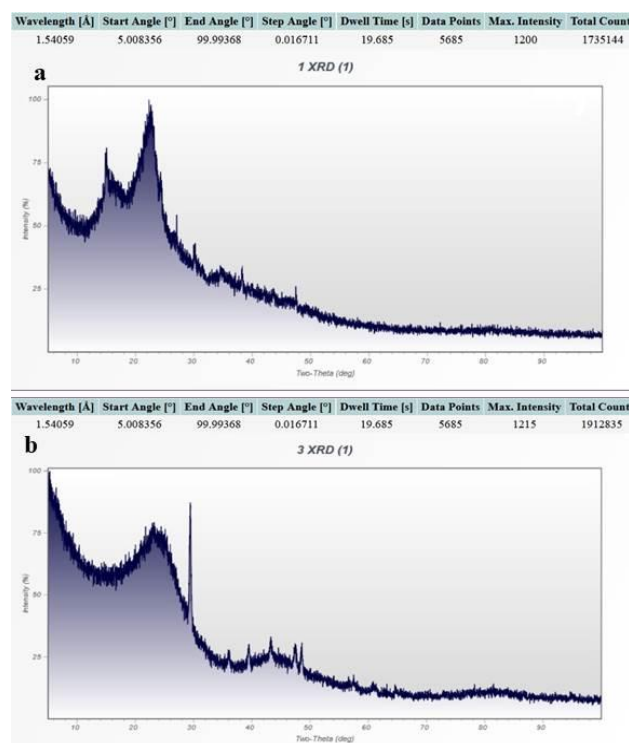 Wavelength [Å] Start Angle [°] End Angle [°] Step Angle [°] Dwell Time [s] Data Points Max. Intensity Total Count
1.54059 5.008356 99.99368 0.016711 19.685 5685 1200 1735144
a
1 XRD (1)
100
75
50
25
Intensity (%)
10 20 30 40 50 60 70 80 90
Two-Theta (deg)
Wavelength [Å] Start Angle [°] End Angle [°] Step Angle [°] Dwell Time [s] Data Points Max. Intensity Total Count
1.54059 5.008356 99.99368 0.016711 19.685 5685 1215 1912835
b
3 XRD (1)
100
75
50
25
Intensity (%)
10 20 30 40 50 60 70 80 90
Two-Theta (deg)